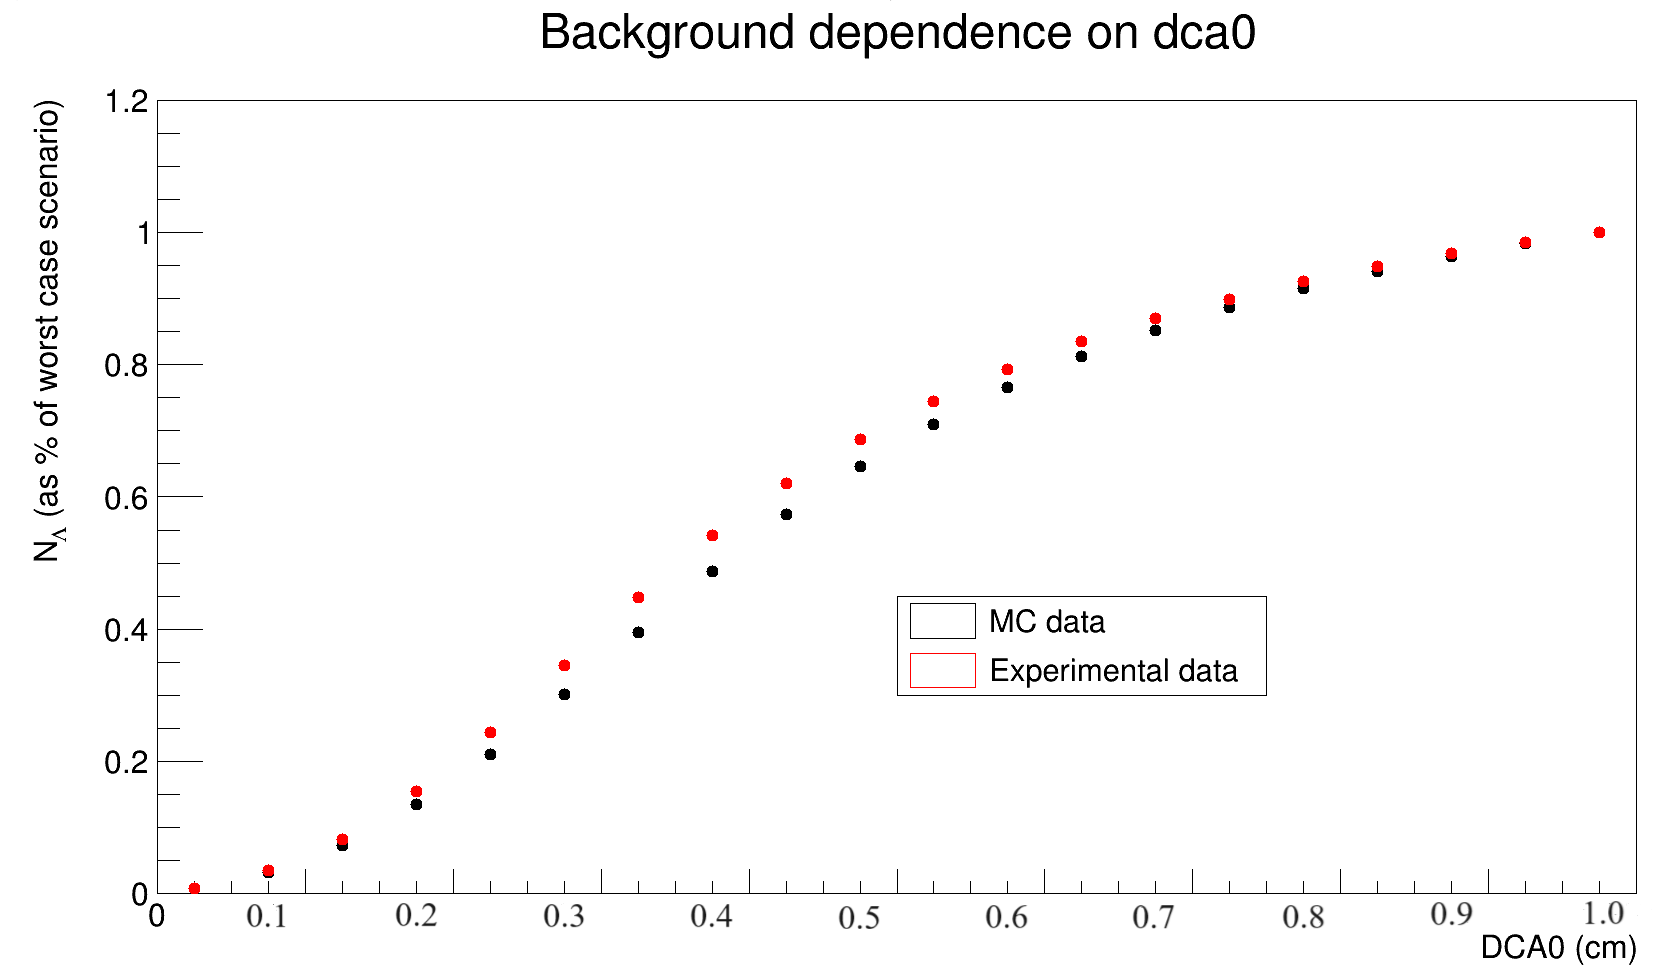 Background dependence on dca0
N_Λ (as % of worst case scenario)
1.2
1
0.8
0.6
0.4
0.2
0
MC data
Experimental data
0 0.1 0.2 0.3 0.4 0.5 0.6 0.7 0.8 0.9 1.0
DCA0 (cm)